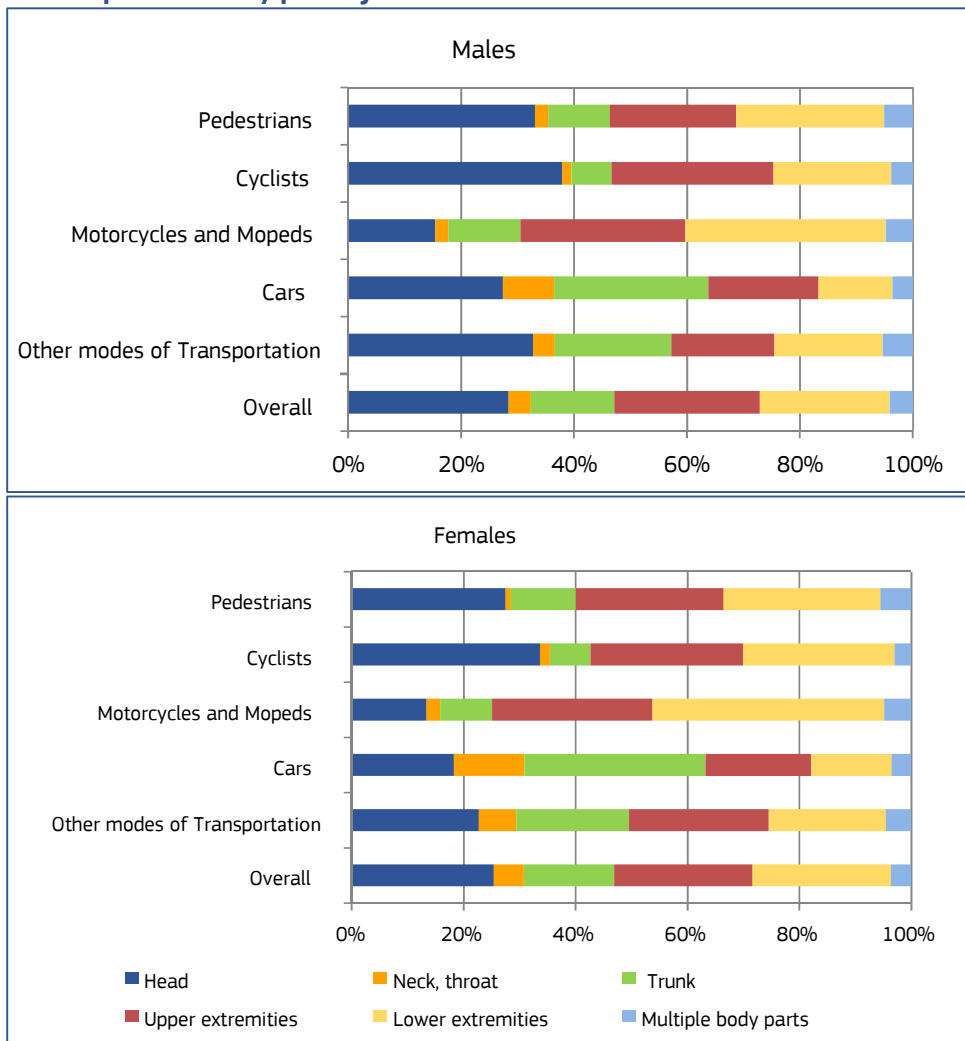 Males
Pedestrians
Cyclists
Motorcycles and Mopeds
Cars
Other modes of Transportation
Overall
0% 20% 40% 60% 80% 100%
Females
Pedestrians
Cyclists
Motorcycles and Mopeds
Cars
Other modes of Transportation
Overall
0% 20% 40% 60% 80% 100%
Head Neck, throat Trunk
Upper extremities Lower extremities Multiple body parts